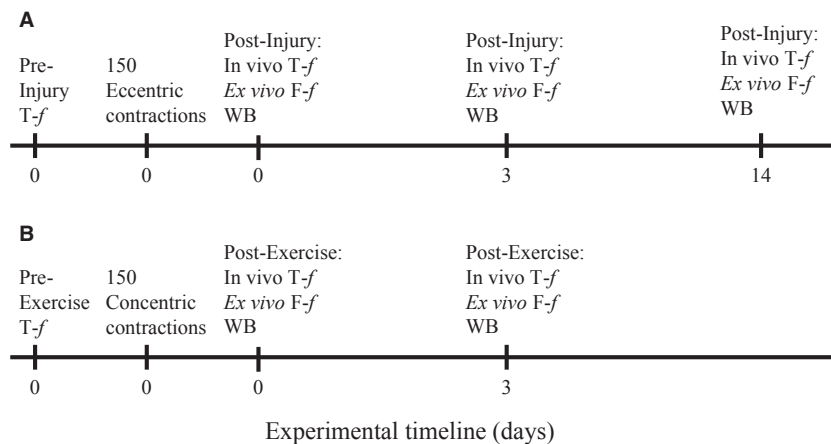 A
Pre-
Injury
T-f
150
Eccentric
contractions
Post-Injury:
In vivo T-f
Ex vivo F-f
WB
Post-Injury:
In vivo T-f
Ex vivo F-f
WB
Post-Injury:
In vivo T-f
Ex vivo F-f
WB
0
0
0
3
14
B
Pre-
Exercise
T-f
150
Concentric
contractions
Post-Exercise:
In vivo T-f
Ex vivo F-f
WB
Post-Exercise:
In vivo T-f
Ex vivo F-f
WB
0
0
0
3
Experimental timeline (days)